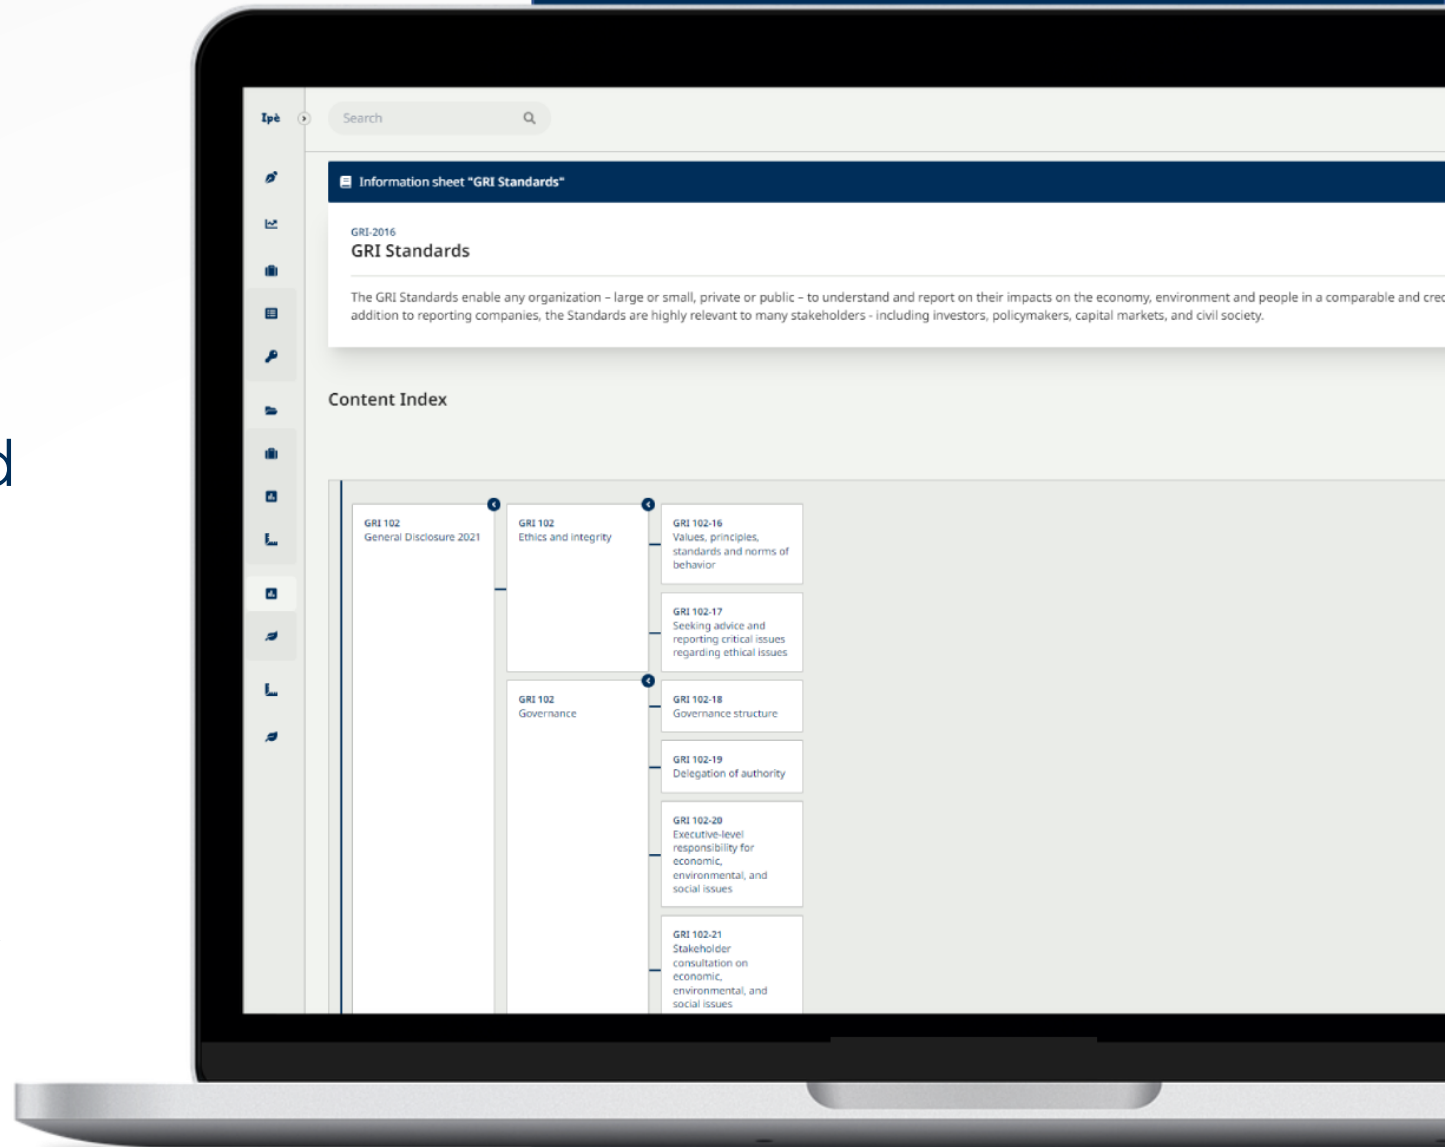 d
Ipè
Search
Information sheet "GRI Standards"
GRI-2016
GRI Standards
The GRI Standards enable any organization – large or small, private or public – to understand and report on their impacts on the economy, environment and people in a comparable and cred
addition to reporting companies, the Standards are highly relevant to many stakeholders - including investors, policymakers, capital markets, and civil society.
Content Index
GRI 102
General Disclosure 2021
GRI 102
Ethics and integrity
GRI 102-16
Values, principles,
standards and norms of
behavior
GRI 102-17
Seeking advice and
reporting critical issues
regarding ethical issues
GRI 102
Governance
GRI 102-18
Governance structure
GRI 102-19
Delegation of authority
GRI 102-20
Executive-level
responsibility for
economic,
environmental, and
social issues
GRI 102-21
Stakeholder
consultation on
economic,
environmental, and
social issues